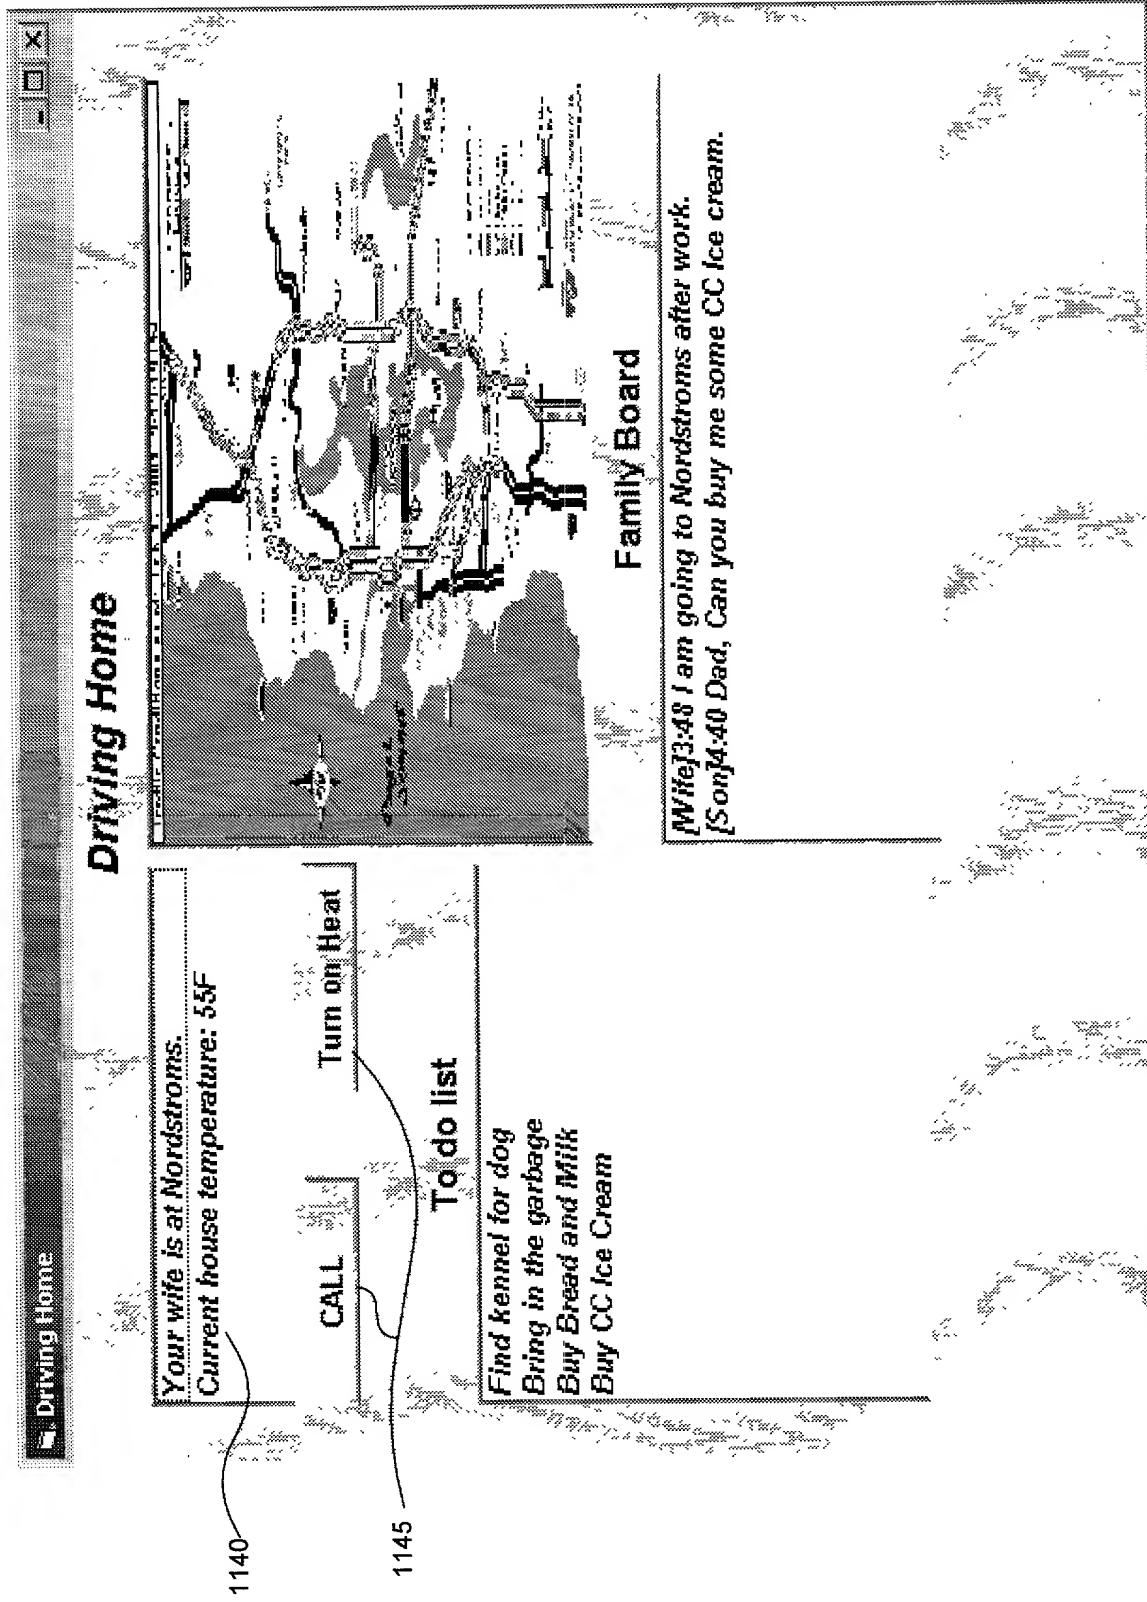 Driving Home
Driving Home
Your wife is at Nordstroms.
Current house temperature: 55F
CALL
Turn on Heat
To do list
Find kennel for dog
Bring in the garbage
Buy Bread and Milk
Buy CC Ice Cream
Family Board
[Wife]3:48 I am going to Nordstroms after work.
[Son]4:40 Dad, Can you buy me some CC Ice cream.
1140
1145